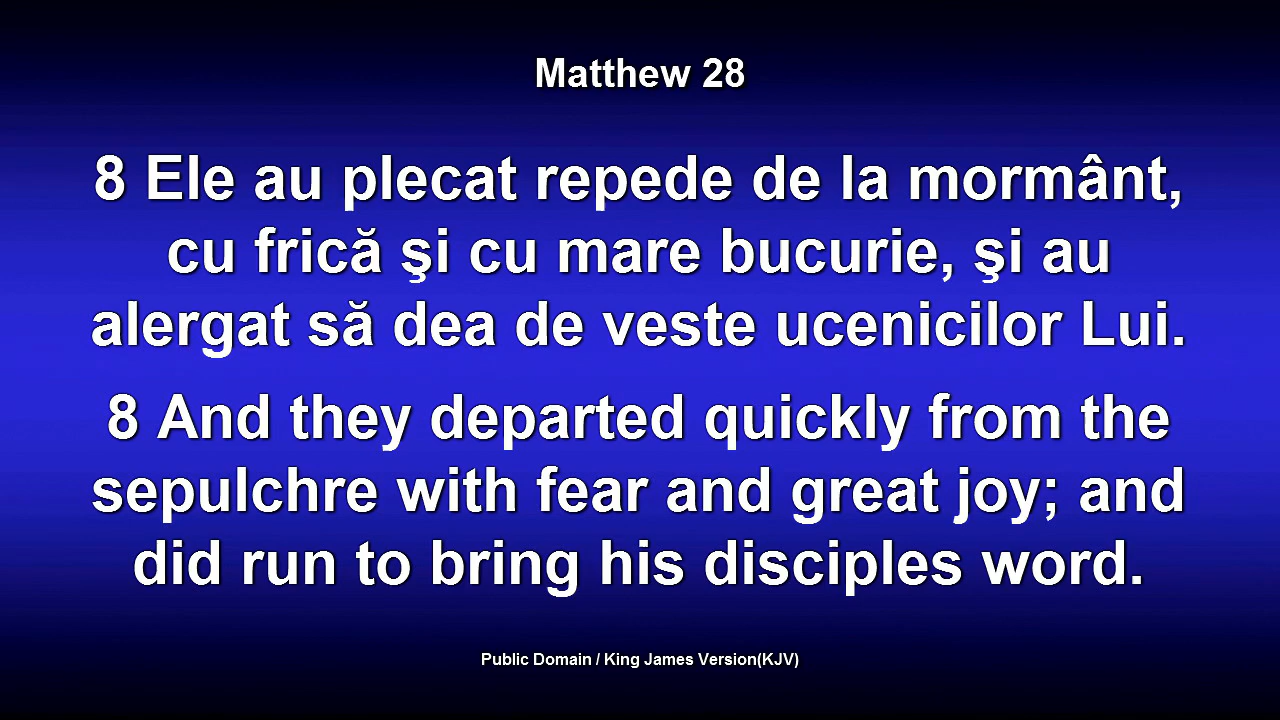 Matthew 28
8 Ele au plecat repede de la mormânt,
cu frică şi cu mare bucurie, şi au
alergat să dea de veste ucenicilor Lui.
8 And they departed quickly from the
sepulchre with fear and great joy; and
did run to bring his disciples word.
Public Domain / King James Version(KJV)